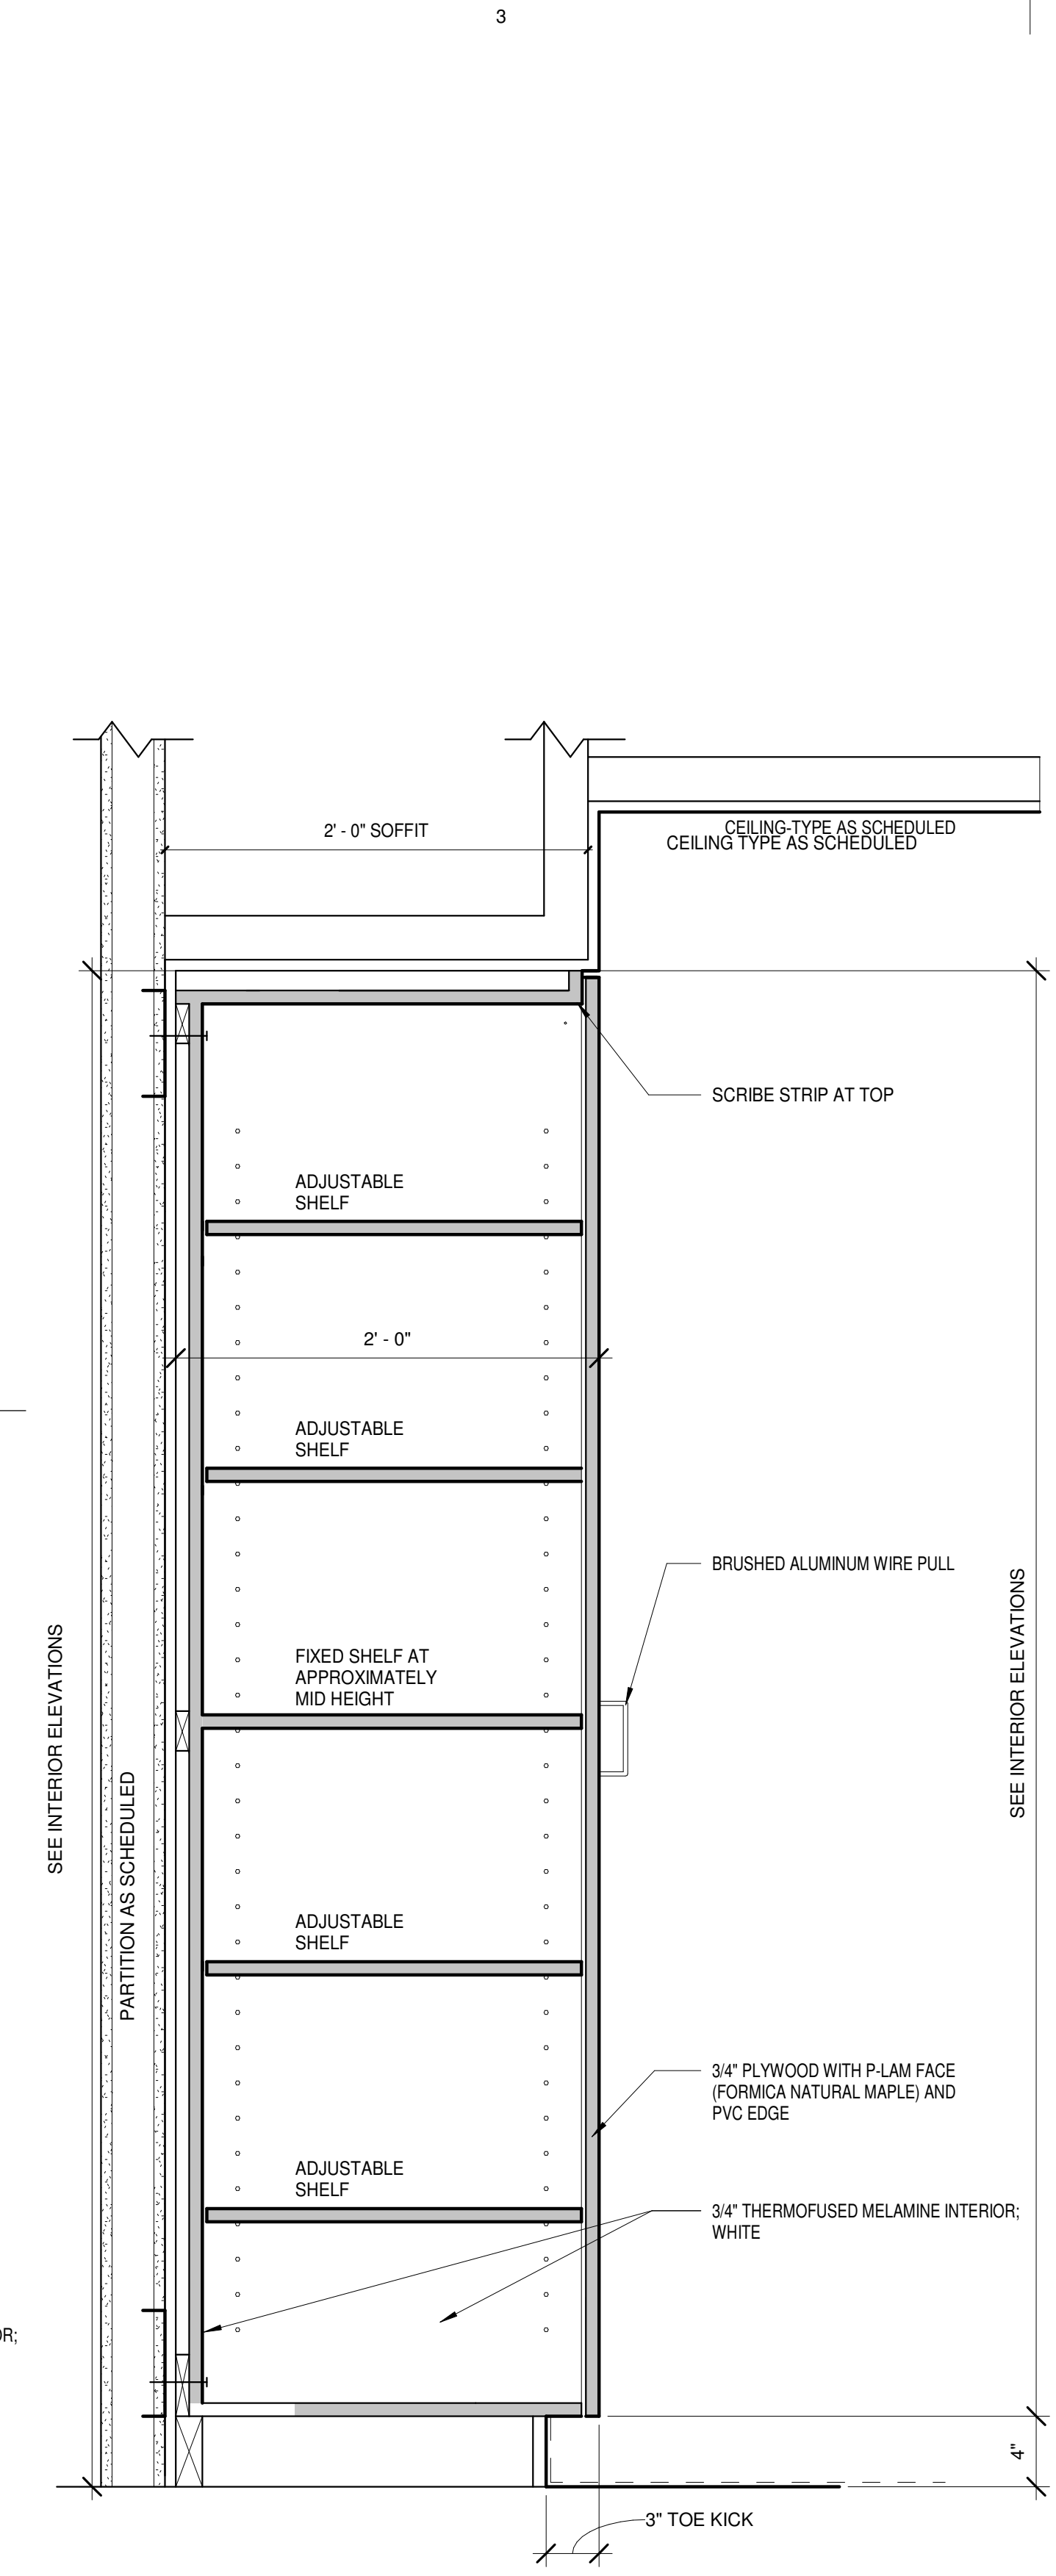 3
2' - 0" SOFFIT
CEILING-TYPE AS SCHEDULED
CEILING TYPE AS SCHEDULED
SCRIBE STRIP AT TOP
ADJUSTABLE
SHELF
2' - 0"
ADJUSTABLE
SHELF
BRUSHED ALUMINUM WIRE PULL
SEE INTERIOR ELEVATIONS
SEE INTERIOR ELEVATIONS
PARTITION AS SCHEDULED
FIXED SHELF AT
APPROXIMATELY
MID HEIGHT
ADJUSTABLE
SHELF
3/4" PLYWOOD WITH P-LAM FACE
(FORMICA NATURAL MAPLE) AND
PVC EDGE
ADJUSTABLE
SHELF
3/4" THERMOFUSED MELAMINE INTERIOR;
WHITE
4"
3" TOE KICK